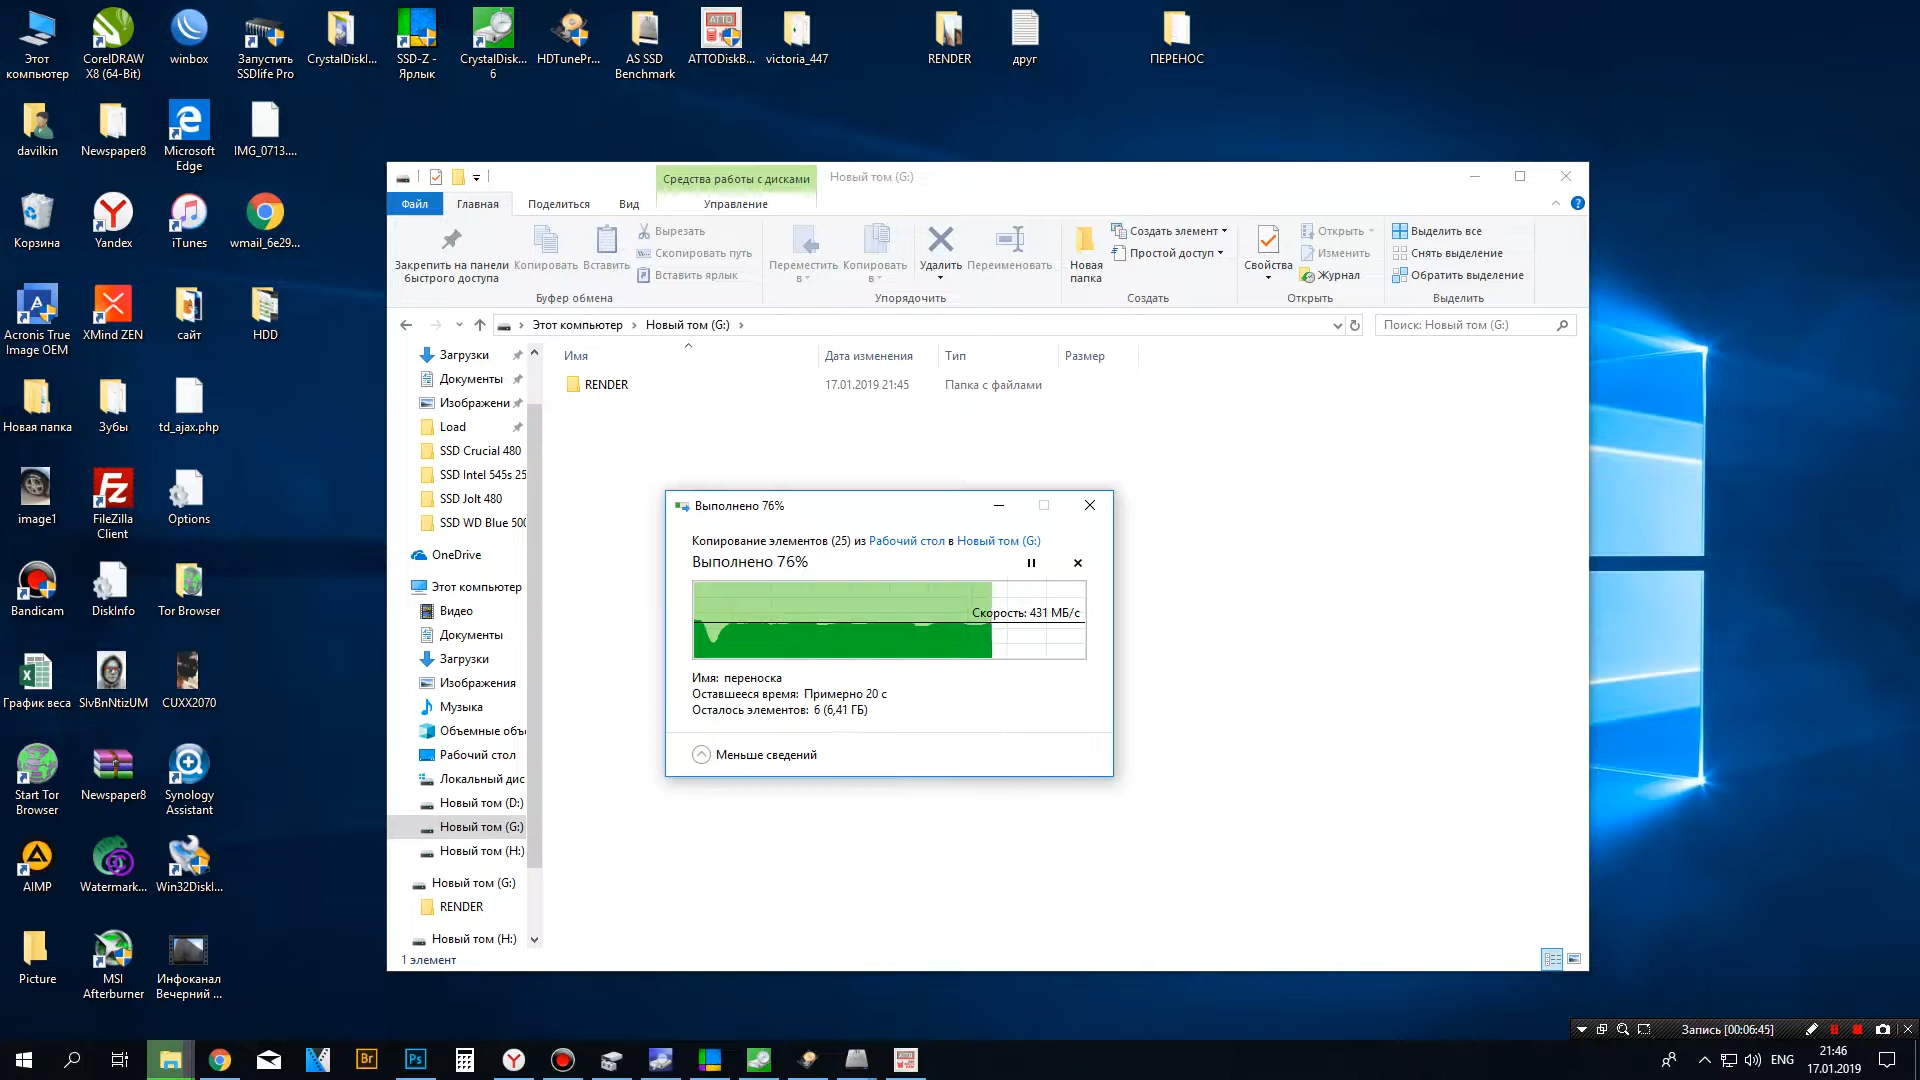 Этот
компьютер
CorelDRAW
X8 (64-Bit)
winbox
Запустить
SSDlife Pro
CrystalDiskI...
SSD-Z -
Ярлык
CrystalDisk...
6
HDTunePr...
AS SSD
Benchmark
ATTO
ATTODiskB...
victoria_447
RENDER
друг
ПЕРЕНОС
davilkin
Newspaper8
Microsoft
Edge
IMG_0713....
Корзина
Yandex
iTunes
wmail_6e29...
Acronis True
Image OEM
XMind ZEN
сайт
HDD
Новая папка
Зубы
td_ajax.php
image1
FileZilla
Client
Options
Bandicam
DiskInfo
Tor Browser
График веса
SlvBnNtizUM
CUXX2070
Start Tor
Browser
Newspaper8
Synology
Assistant
AIMP
Watermark...
Win32DiskI...
Picture
MSI
Afterburner
Инфоканал
Вечерний ...
Средства работы с дисками
Новый том (G:)
Файл
Главная
Поделиться
Вид
Управление
Закрепить на панели
быстрого доступа
Копировать
Вставить
Вырезать
Скопировать путь
Вставить ярлык
Буфер обмена
Переместить
в
Копировать
в
Удалить
Переименовать
Упорядочить
Новая
папка
Создать элемент
Простой доступ
Создать
Свойства
Открыть
Изменить
Журнал
Открыть
Выделить все
Снять выделение
Обратить выделение
Выделить
Этот компьютер
Новый том (G:)
Поиск: Новый том (G:)
Имя
Дата изменения
Тип
Размер
RENDER
17.01.2019 21:45
Папка с файлами
Загрузки
Документы
Изображени
Load
SSD Crucial 480
SSD Intel 545s 25
SSD Jolt 480
SSD WD Blue 500
OneDrive
Этот компьютер
Видео
Документы
Загрузки
Изображения
Музыка
Объемные объ
Рабочий стол
Локальный дис
Новый том (D:)
Новый том (G:)
Новый том (H:)
Новый том (G:)
RENDER
Новый том (H:)
1 элемент
Выполнено 76%
Копирование элементов (25) из Рабочий стол в Новый том (G:)
Выполнено 76%
Скорость: 431 МБ/с
Имя: переноска
Оставшееся время: Примерно 20 с
Осталось элементов: 6 (6,41 ГБ)
Меньше сведений
Запись [00:06:45]
Br
Ps
ENG
21:46
17.01.2019